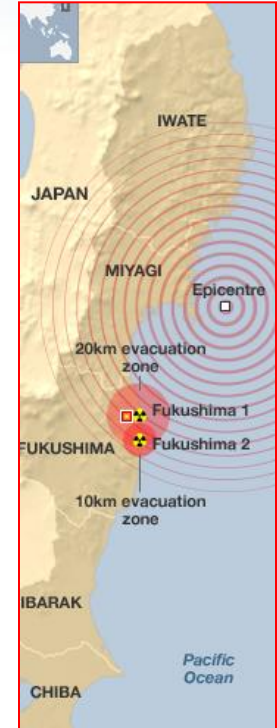 IWATE
JAPAN
MIYAGI
Epicentre
20km evacuation
zone
Fukushima 1
Fukushima 2
FUKUSHIMA
10km evacuation
zone
IBARAK
Pacific
Ocean
CHIBA